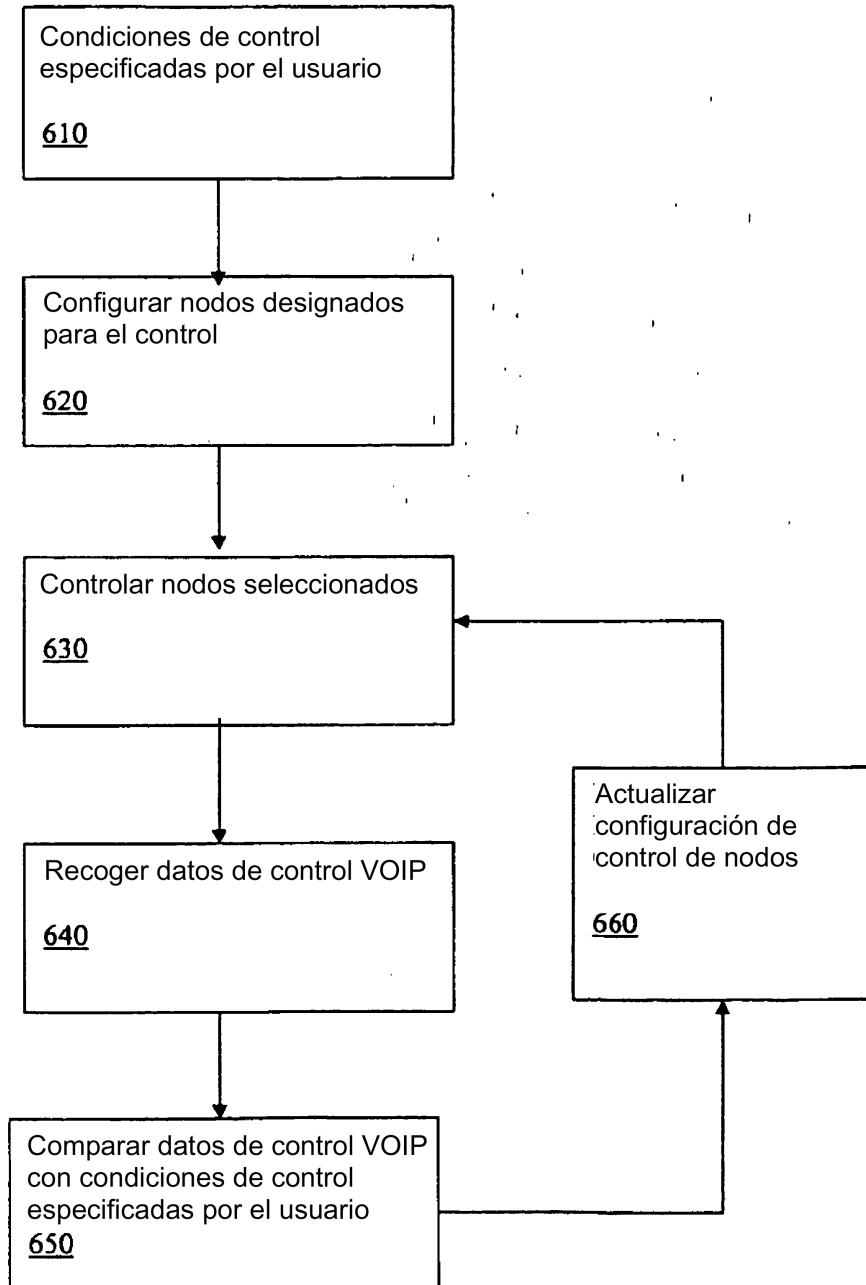 Condiciones de control
especificadas por el usuario
610
Configurar nodos designados
para el control
620
Controlar nodos seleccionados
630
Recoger datos de control VOIP
640
Actualizar
configuración de
control de nodos
660
Comparar datos de control VOIP
con condiciones de control
especificadas por el usuario
650